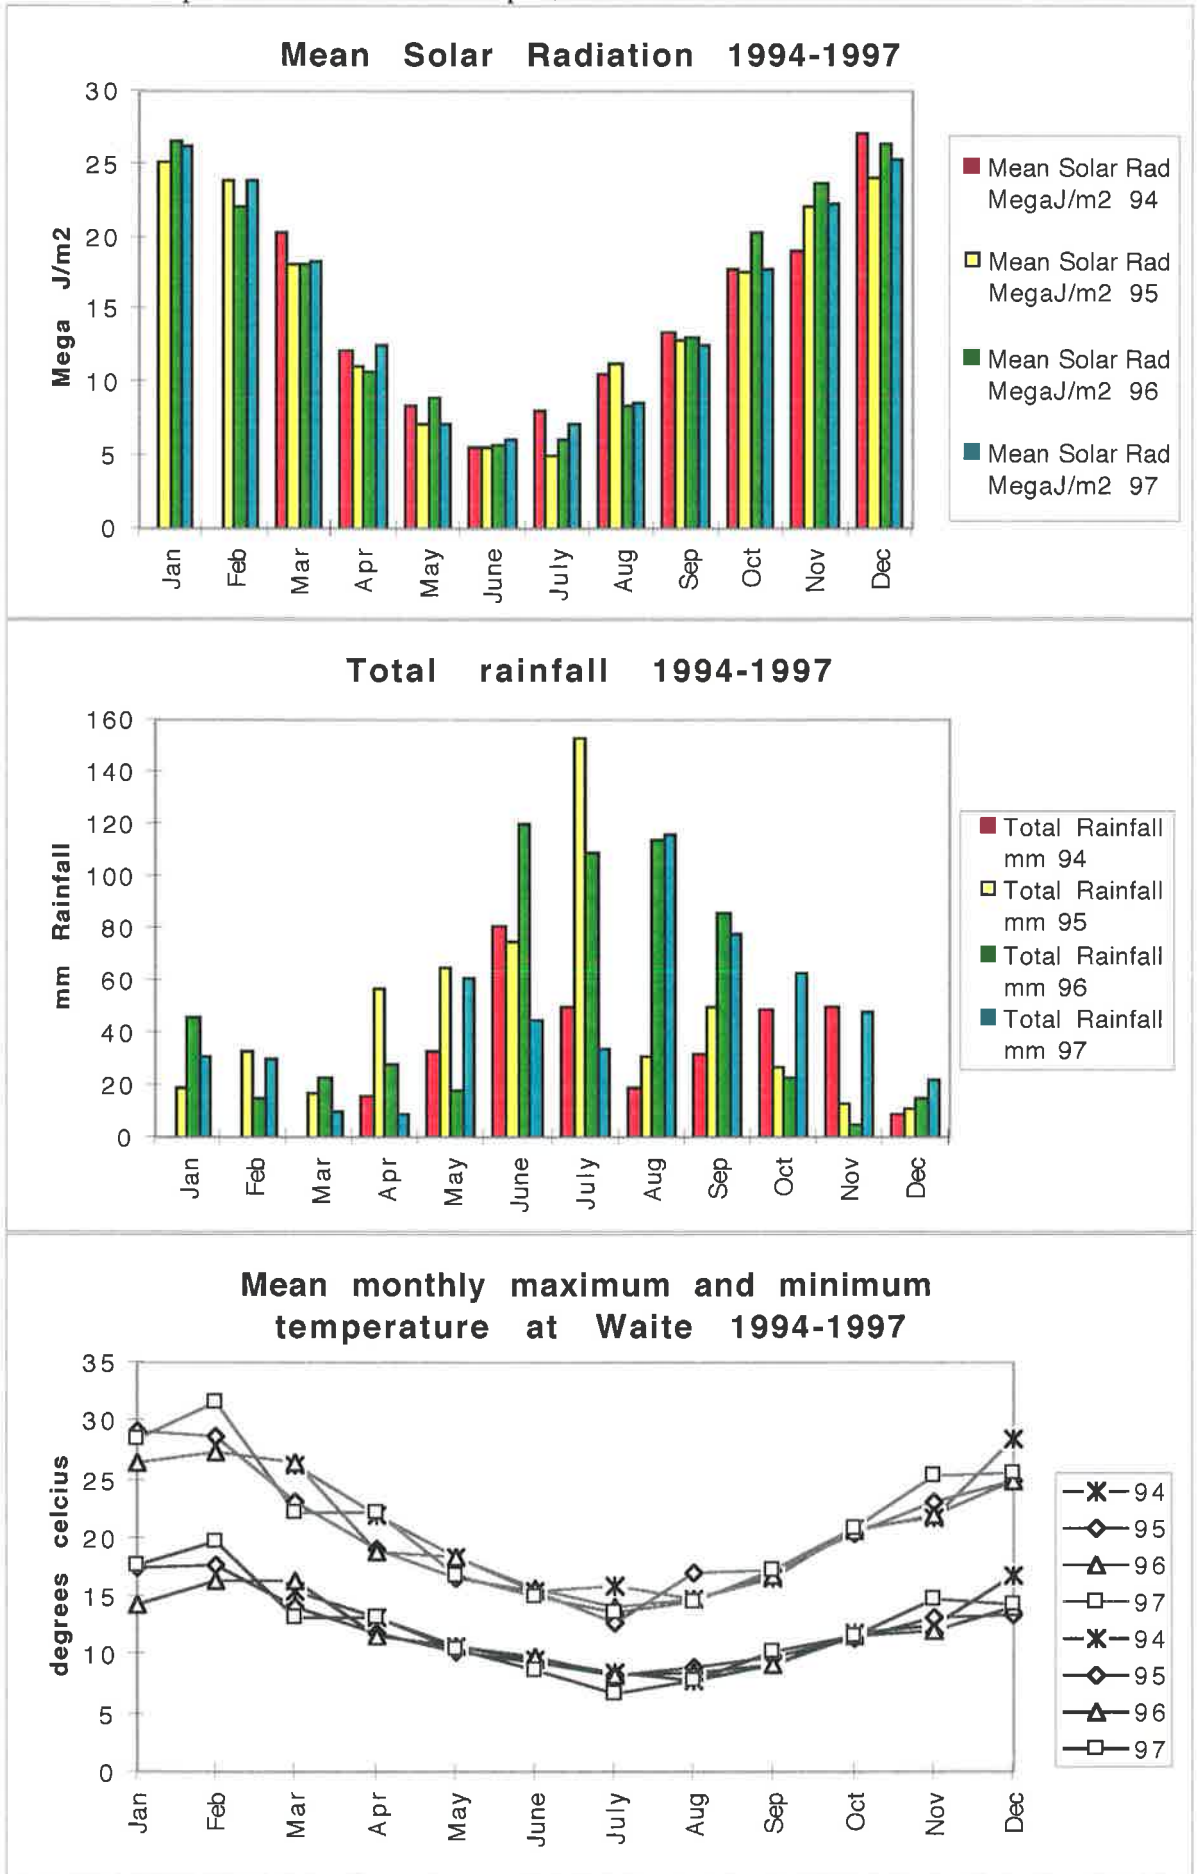 Mean Solar Radiation 1994-1997
30
25
20
15
10
5
0
Mega J/m2
Jan
Feb
Mar
Apr
May
June
July
Aug
Sep
Oct
Nov
Dec
Mean Solar Rad
MegaJ/m2 94
Mean Solar Rad
MegaJ/m2 95
Mean Solar Rad
MegaJ/m2 96
Mean Solar Rad
MegaJ/m2 97
Total rainfall 1994-1997
160
140
120
100
80
60
40
20
0
mm Rainfall
Jan
Feb
Mar
Apr
May
June
July
Aug
Sep
Oct
Nov
Dec
Total Rainfall
mm 94
Total Rainfall
mm 95
Total Rainfall
mm 96
Total Rainfall
mm 97
Mean monthly maximum and minimum
temperature at Waite 1994-1997
35
30
25
20
15
10
5
0
degrees celcius
Jan
Feb
Mar
Apr
May
June
July
Aug
Sep
Oct
Nov
Dec
94
95
96
97
94
95
96
97